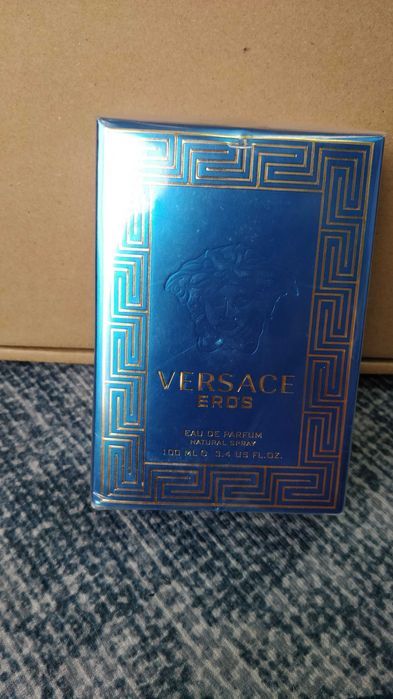 VERSACE
EROS
EAU DE PARFUM
NATURAL SPRAY
100 ML ℮ 3.4 US FL.OZ.